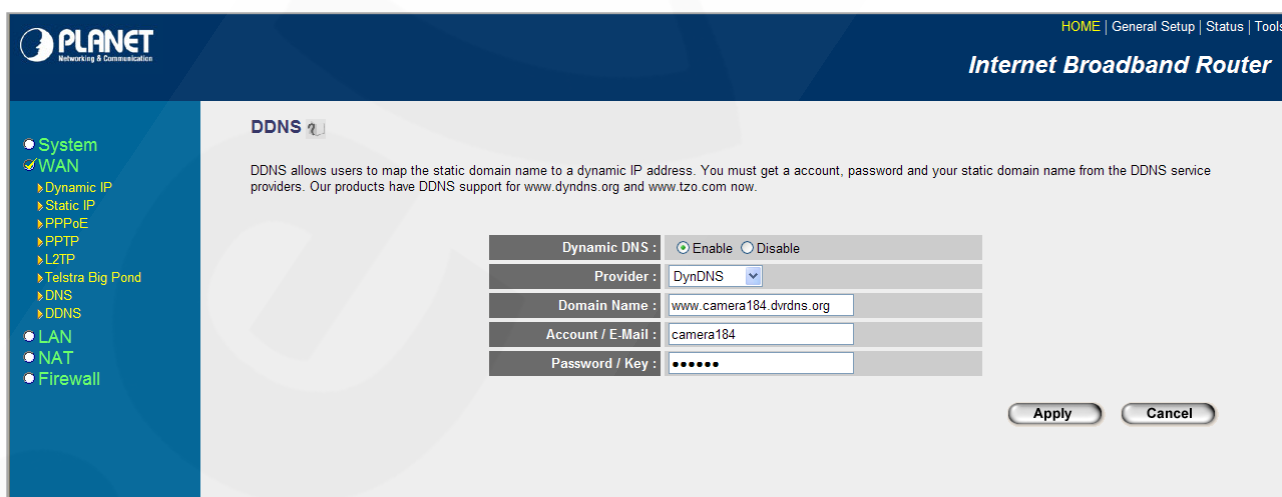 PLANET
Networking & Communication
HOME | General Setup | Status | Tools
Internet Broadband Router
System
WAN
Dynamic IP
Static IP
PPPoE
PPTP
L2TP
Telstra Big Pond
DNS
DDNS
LAN
NAT
Firewall
DDNS
DDNS allows users to map the static domain name to a dynamic IP address. You must get a account, password and your static domain name from the DDNS service
providers. Our products have DDNS support for www.dyndns.org and www.tzo.com now.
Dynamic DNS : Enable Disable
Provider : DynDNS
Domain Name : www.camera184.dvrdns.org
Account / E-Mail : camera184
Password / Key : ●●●●●●
Apply Cancel